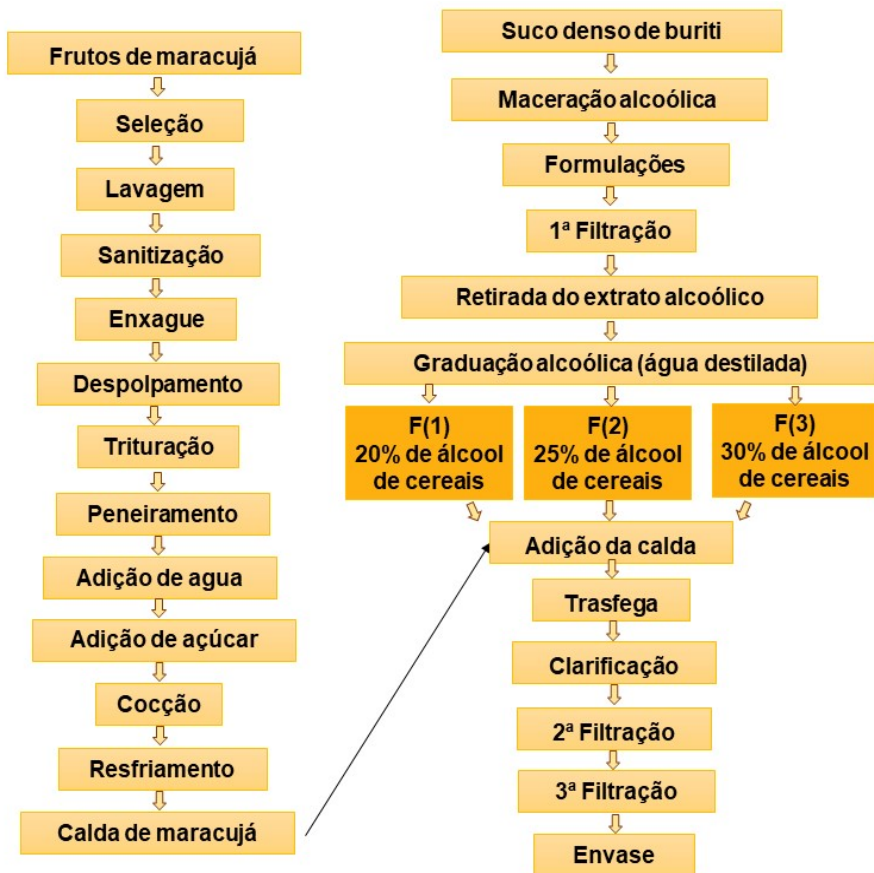 Frutos de maracujá
Seleção
Lavagem
Sanitização
Enxague
Despolpamento
Trituração
Peneiramento
Adição de agua
Adição de açúcar
Cocção
Resfriamento
Calda de maracujá
Suco denso de buriti
Maceração alcoólica
Formulações
1ª Filtração
Retirada do extrato alcoólico
Graduação alcoólica (água destilada)
F(1)
20% de álcool
de cereais
F(2)
25% de álcool
de cereais
F(3)
30% de álcool
de cereais
Adição da calda
Trasfega
Clarificação
2ª Filtração
3ª Filtração
Envase